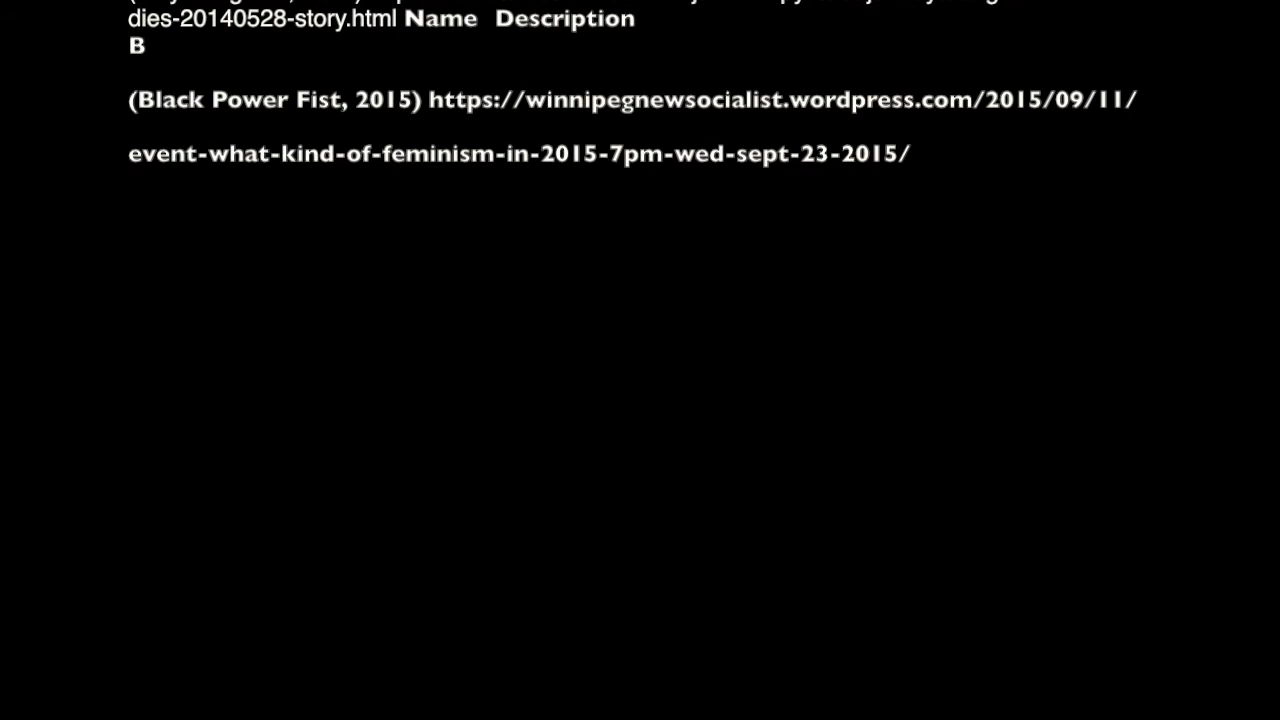 dies-20140528-story.html Name Description
B
(Black Power Fist, 2015) https://winnipegnewsocialist.wordpress.com/2015/09/11/
event-what-kind-of-feminism-in-2015-7pm-wed-sept-23-2015/